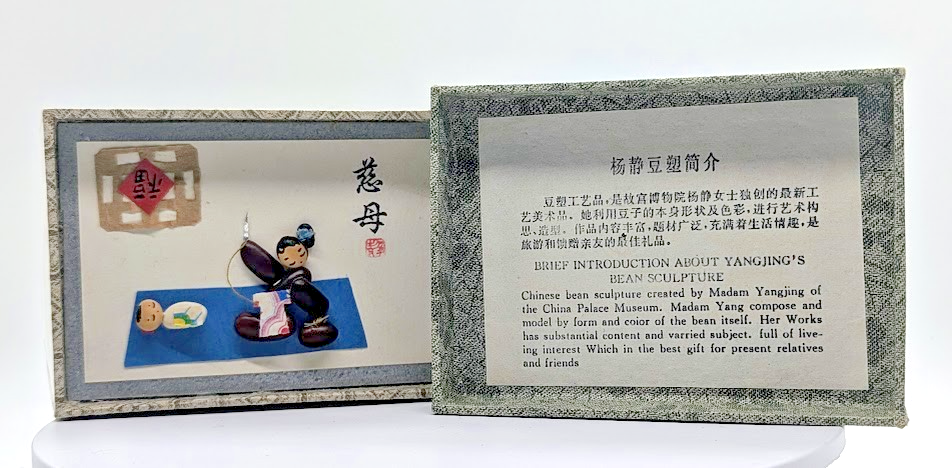 福
慈
母
杨静豆塑简介
豆塑工艺品,是故宫博物院杨静女士独创的最新工
艺美术品。她利用豆子的本身形状及色彩,进行艺术构
思、造型。作品内容丰富,题材广泛,充满着生活情趣,是
旅游和馈赠亲友的最佳礼品。
BRIEF INTRODUCTION ABOUT YANGJING'S
BEAN SCULPTURE
Chinese bean sculpture created by Madam Yangjing of
the China Palace Museum. Madam Yang compose and
model by form and coior of the bean itself. Her Works
has substantial content and varried subject. full of live-
ing interest Which in the best gift for present relatives
and friends